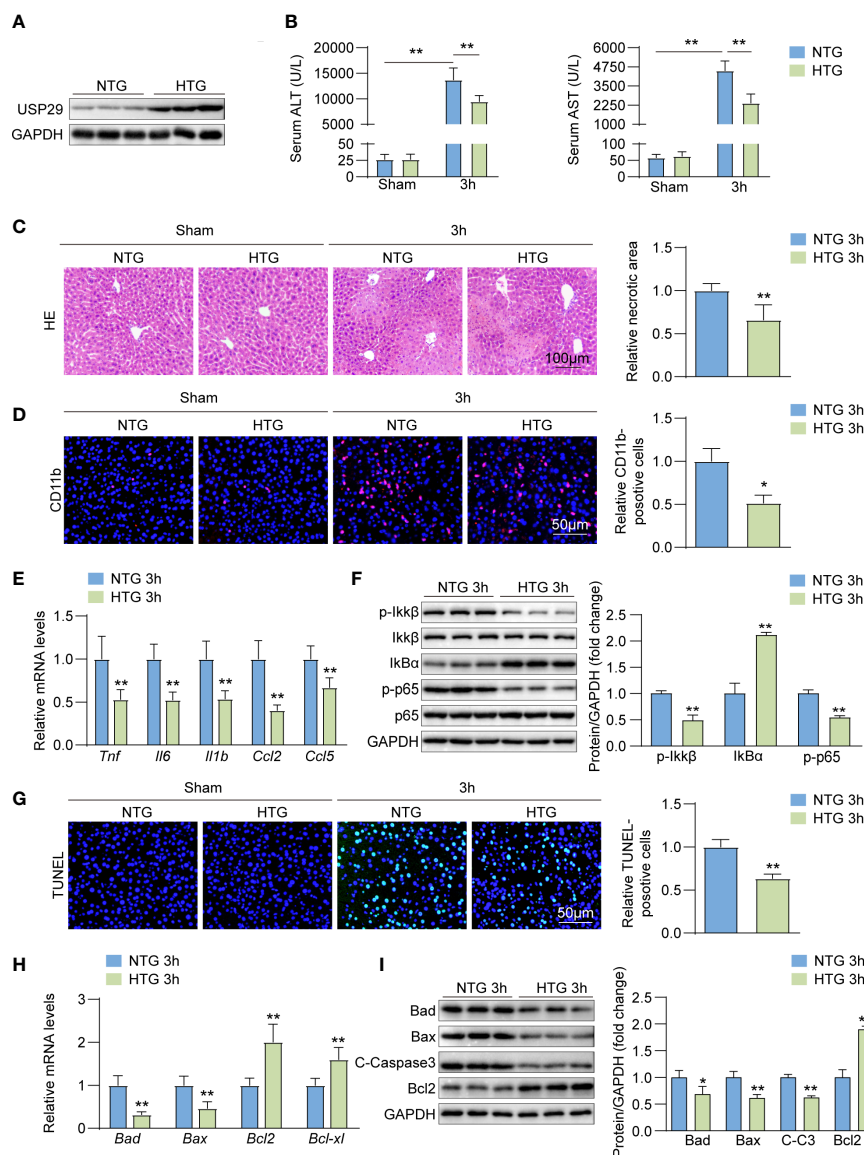 A
NTG HTG
USP29
GAPDH
B
Serum ALT (U/L)
20000
15000
10000
5000
50
25
0
** **
Sham 3h
Serum AST (U/L)
6000
4750
3500
2250
1000
100
50
0
** **
Sham 3h
NTG
HTG
C
Sham 3h
NTG HTG NTG HTG
HE
100μm
Relative necrotic area
1.5
1.0
0.5
0.0
**
NTG 3h
HTG 3h
D
Sham 3h
NTG HTG NTG HTG
CD11b
50μm
Relative CD11b-
posotive cells
1.5
1.0
0.5
0.0
*
NTG 3h
HTG 3h
E
NTG 3h
HTG 3h
Relative mRNA levels
1.5
1.0
0.5
0.0
** ** ** ** **
Tnf Il6 Il1b Ccl2 Ccl5
F
NTG 3h HTG 3h
p-Ikkβ
Ikkβ
IkBα
p-p65
p65
GAPDH
Protein/GAPDH (fold change)
2.5
2.0
1.5
1.0
0.5
0.0
** ** **
p-Ikkβ IkBα p-p65
NTG 3h
HTG 3h
G
Sham 3h
NTG HTG NTG HTG
TUNEL
50μm
Relative TUNEL-
posotive cells
1.5
1.0
0.5
0.0
**
NTG 3h
HTG 3h
H
NTG 3h
HTG 3h
Relative mRNA levels
3
2
1
0
** ** ** **
Bad Bax Bcl2 Bcl-xl
I
NTG 3h HTG 3h
Bad
Bax
C-Caspase3
Bcl2
GAPDH
Protein/GAPDH (fold change)
2.5
2.0
1.5
1.0
0.5
0.0
* ** **
Bad Bax C-C3 Bcl2
NTG 3h
HTG 3h